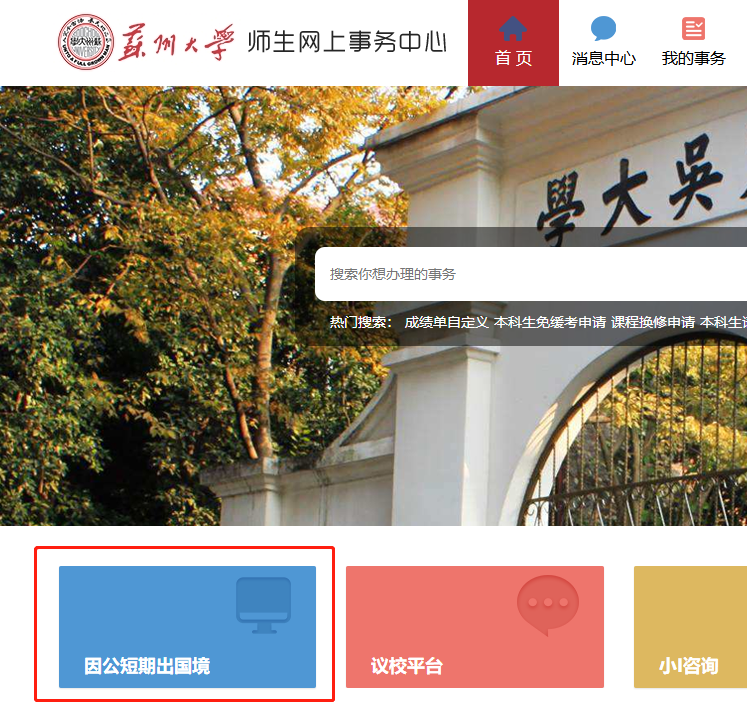 蘇州大學 师生网上事务中心
首页
消息中心
我的事务
學大吳
搜索你想办理的事务
热门搜索: 成绩单自定义 本科生免缓考申请 课程换修申请 本科生
因公短期出国境
议校平台
小I咨询